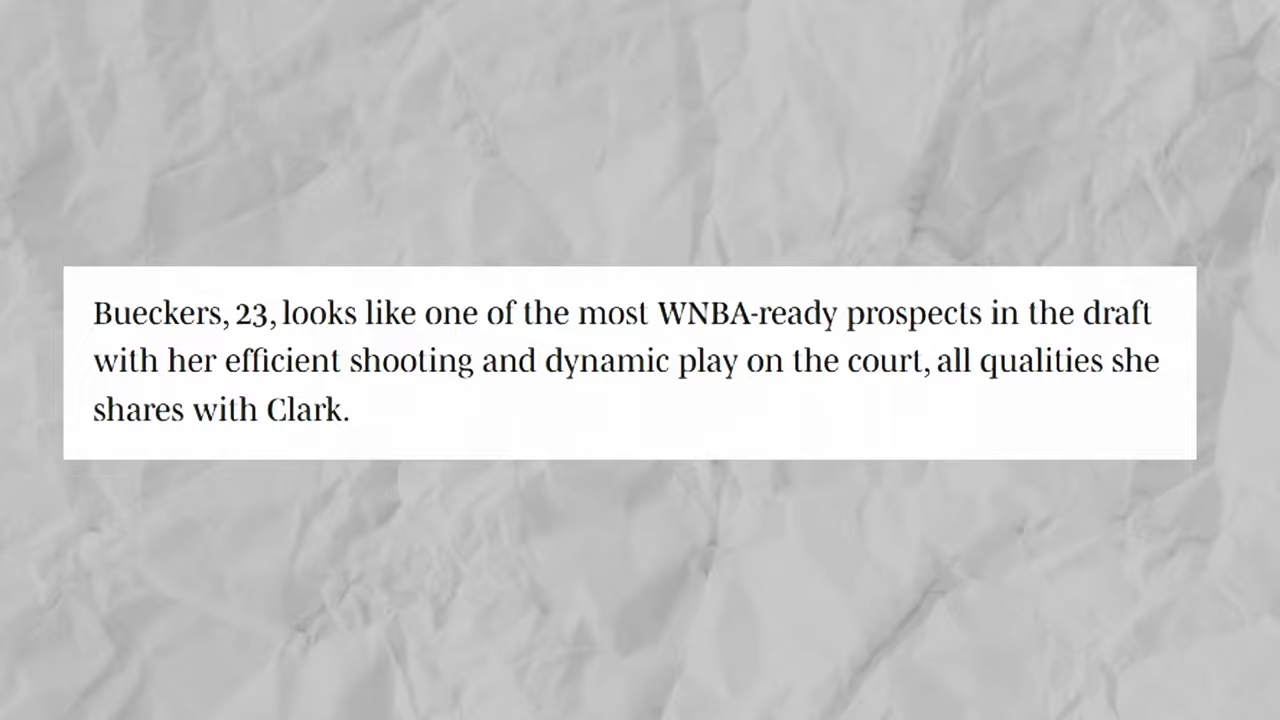 Bueckers, 23, looks like one of the most WNBA-ready prospects in the draft
with her efficient shooting and dynamic play on the court, all qualities she
shares with Clark.